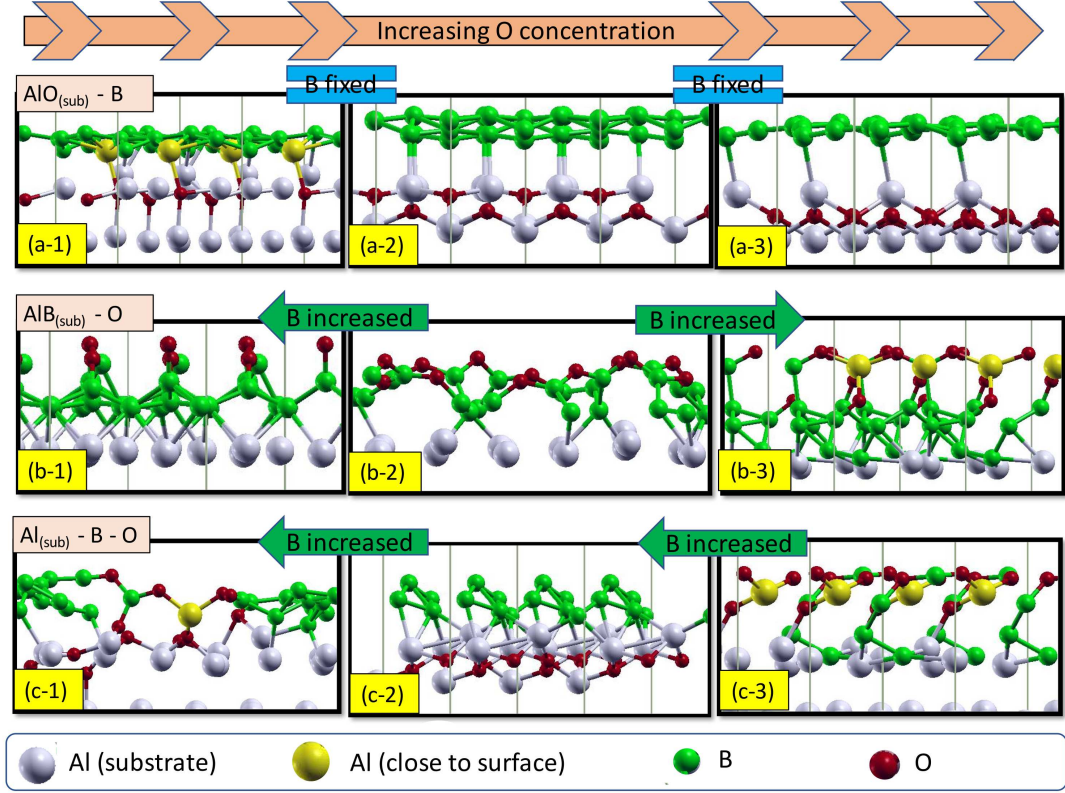 Increasing O concentration
B fixed
B fixed
AlO(sub) - B
(a-1)
(a-2)
(a-3)
AlB(sub) - O
B increased
B increased
(b-1)
(b-2)
(b-3)
Al(sub) - B - O
B increased
B increased
(c-1)
(c-2)
(c-3)
Al (substrate)
Al (close to surface)
B
O